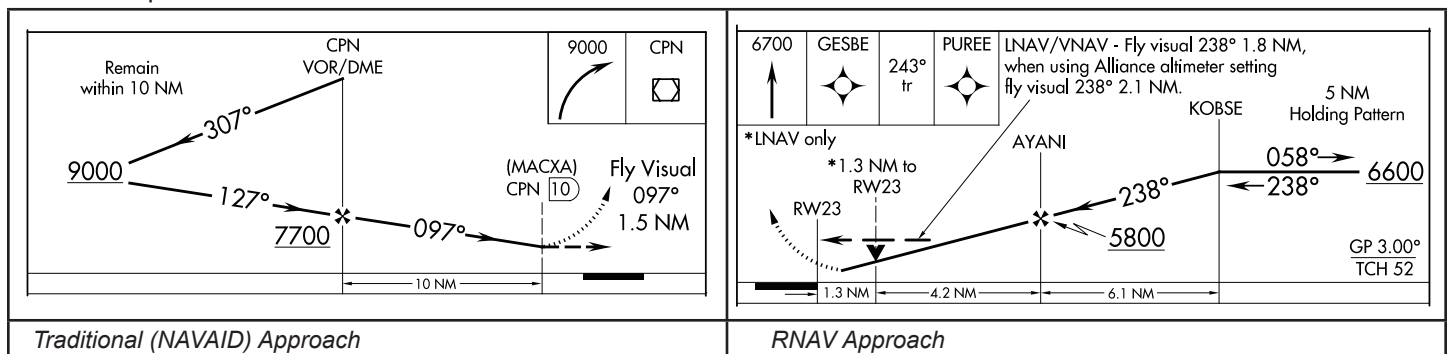 CPN
VOR/DME
Remain
within 10 NM
307°
9000
127°
7700
097°
(MACXA)
CPN 10
Fly Visual
097°
1.5 NM
9000
CPN
10 NM
6700
GESBE
243°
tr
PUREE
LNAV/VNAV - Fly visual 238° 1.8 NM,
when using Alliance altimeter setting
fly visual 238° 2.1 NM.
*LNAV only
*1.3 NM to
RW23
RW23
AYANI
KOBSE
5 NM
Holding Pattern
058°
238°
6600
238°
5800
GP 3.00°
TCH 52
1.3 NM
4.2 NM
6.1 NM
Traditional (NAVAID) Approach
RNAV Approach